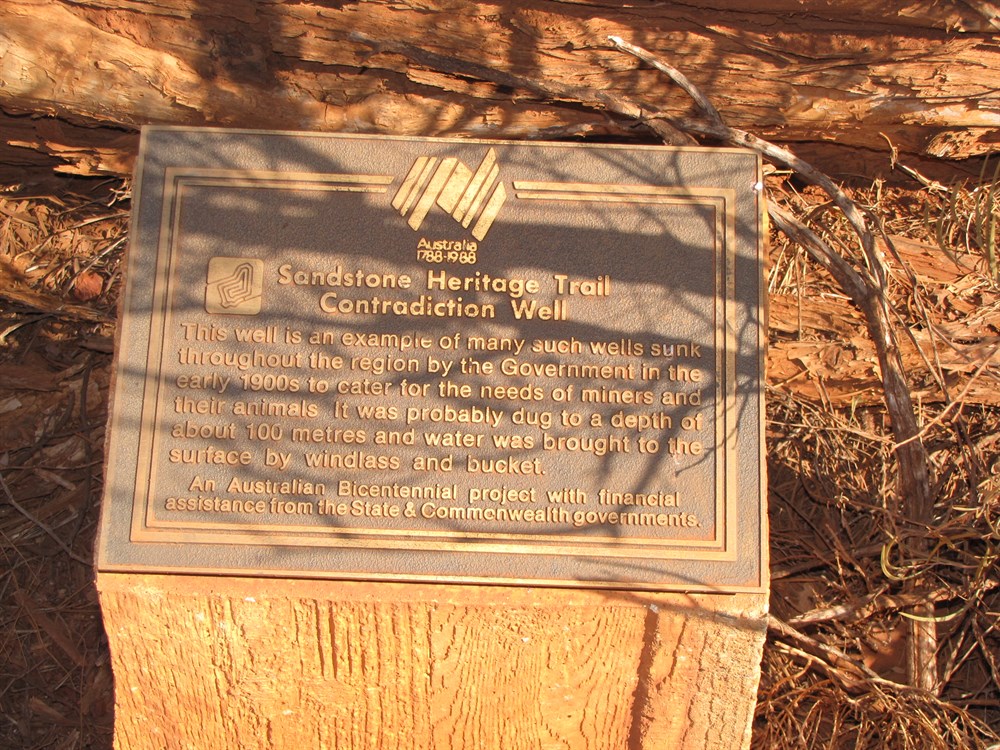 Australia
1788-1988
Sandstone Heritage Trail
Contradiction Well
This well is an example of many such wells sunk
throughout the region by the Government in the
early 1900s to cater for the needs of miners and
their animals. It was probably dug to a depth of
about 100 metres and water was brought to the
surface by windlass and bucket.
An Australian Bicentennial project with financial
assistance from the State & Commonwealth governments.